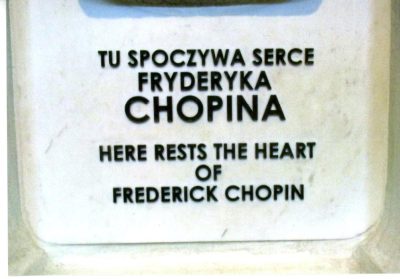 TU SPOCZYWA SERCE
FRYDERYKA
CHOPINA
HERE RESTS THE HEART
OF
FREDERICK CHOPIN